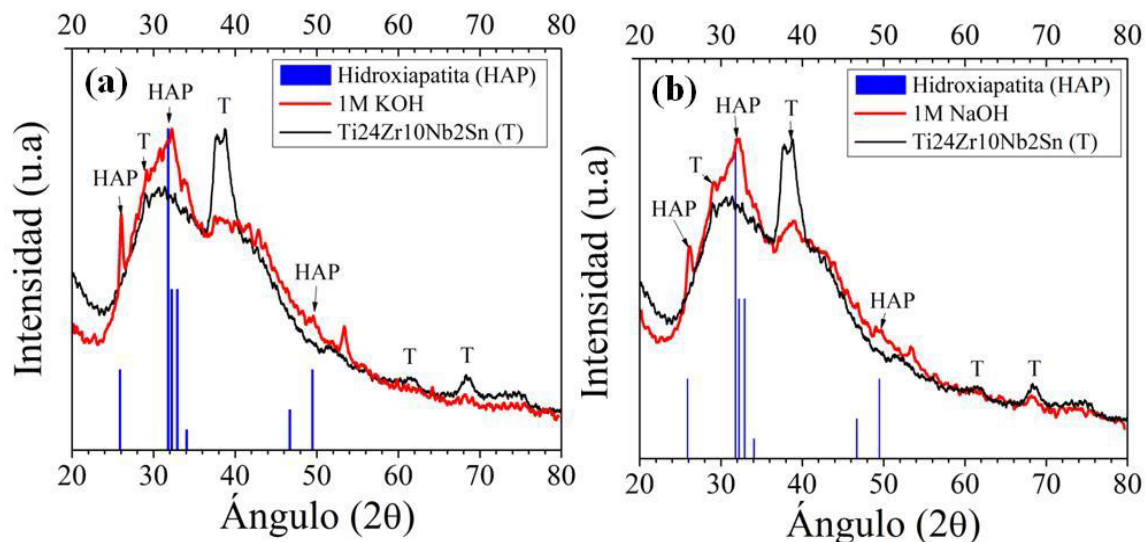 20 30 40 50 60 70 80
(a)
Hidroxiapatita (HAP)
1M KOH
Ti24Zr10Nb2Sn (T)
HAP
T
HAP
T
HAP
T
T
Intensidad (u.a)
20 30 40 50 60 70 80
Ángulo (2θ)
20 30 40 50 60 70 80
(b)
Hidroxiapatita (HAP)
1M NaOH
Ti24Zr10Nb2Sn (T)
HAP
T
T
HAP
HAP
T
T
Intensidad (u.a)
20 30 40 50 60 70 80
Ángulo (2θ)